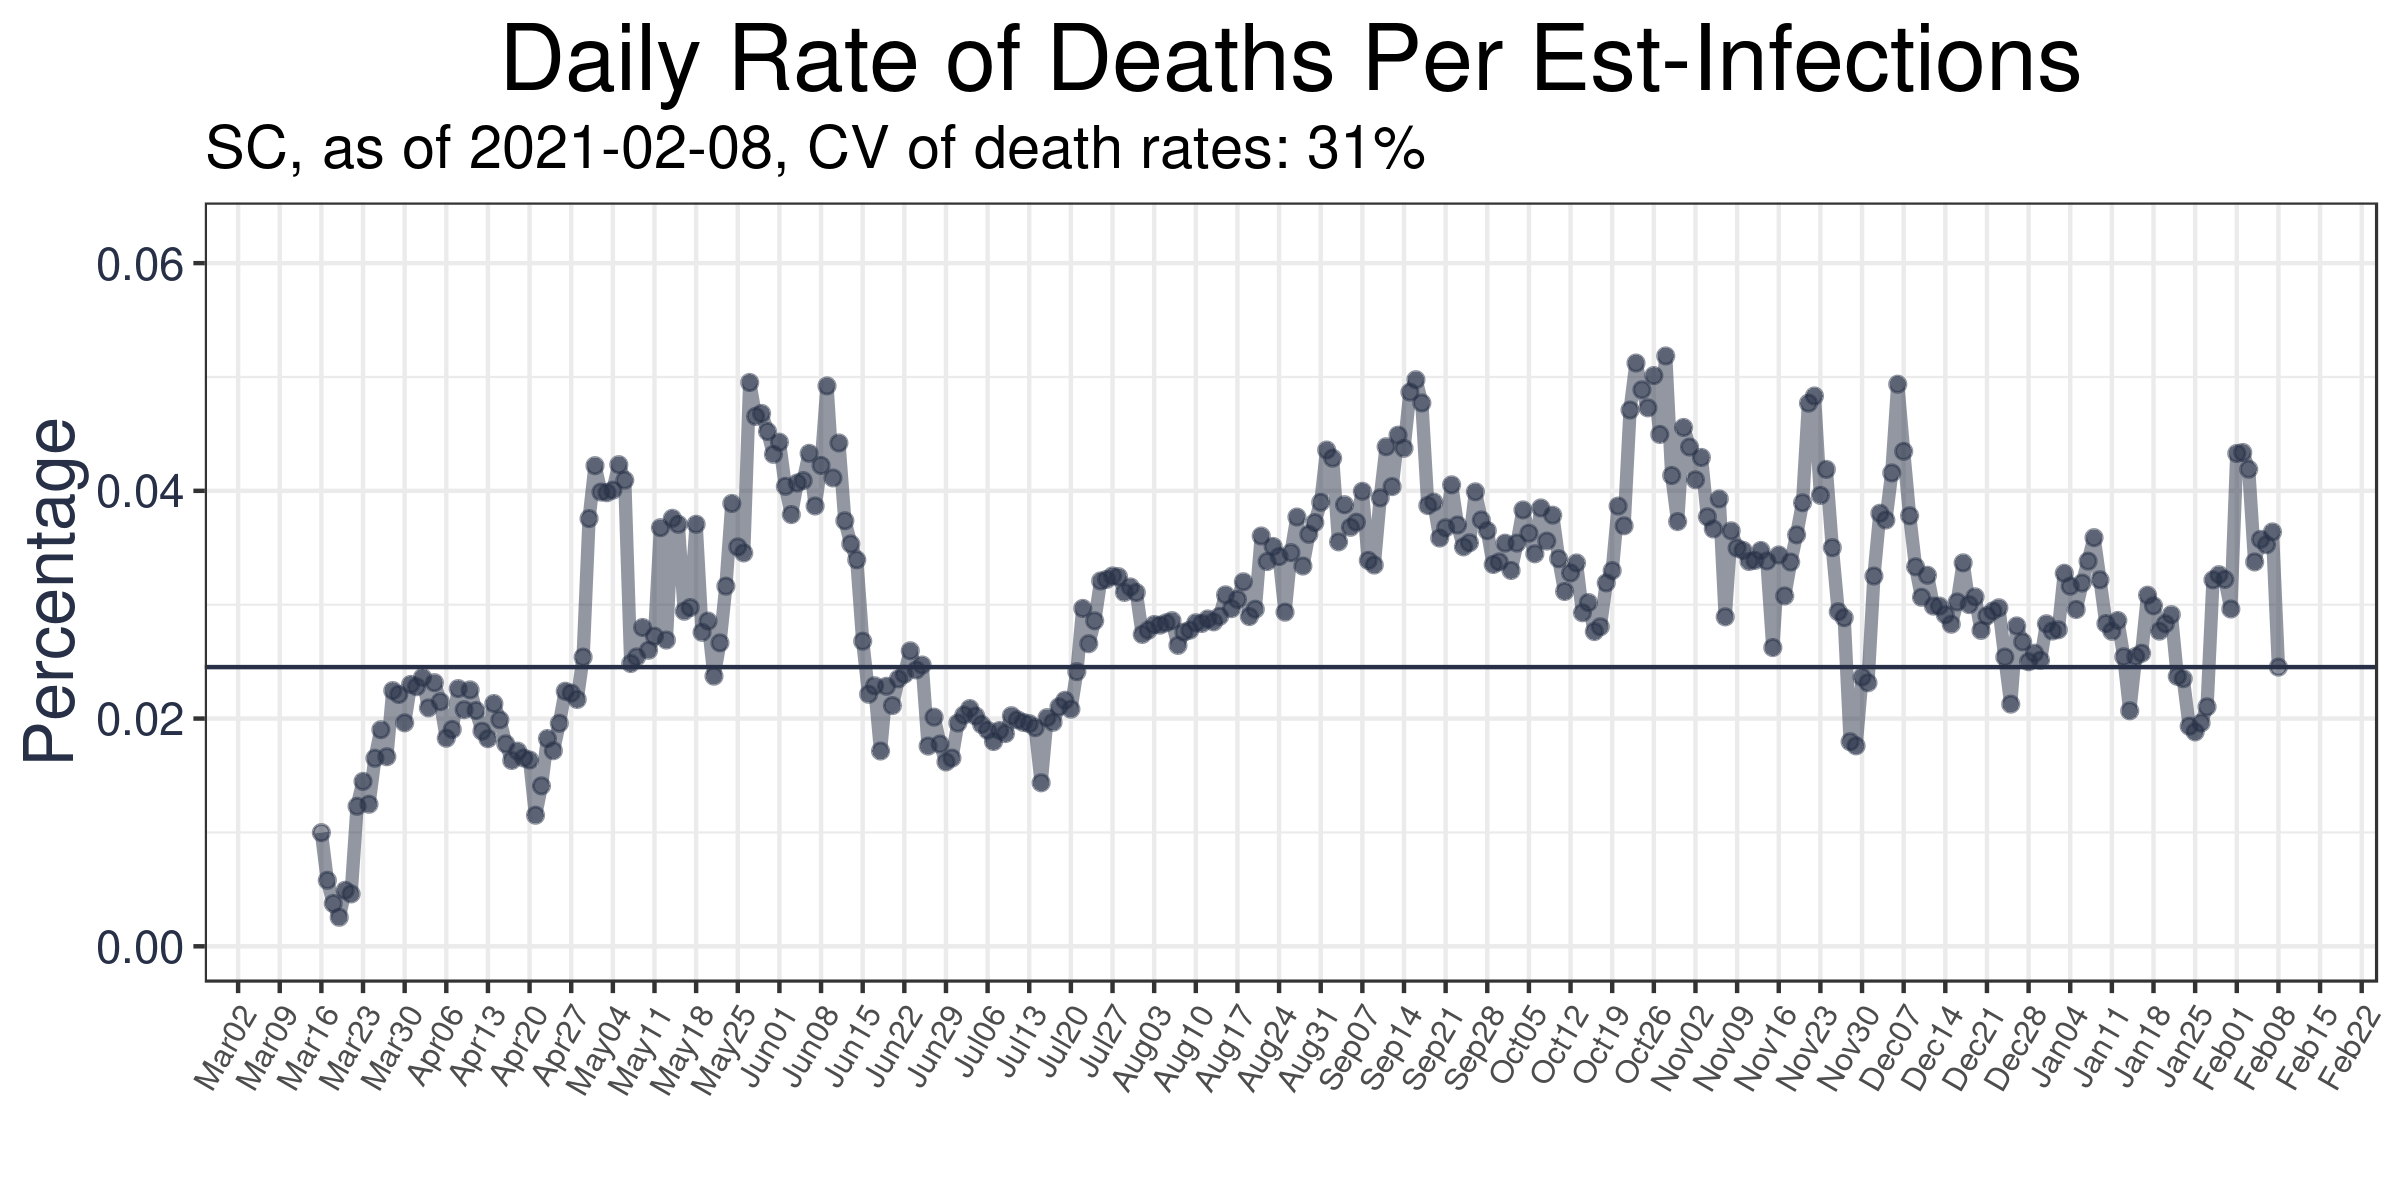 Daily Rate of Deaths Per Est-Infections
SC, as of 2021-02-08, CV of death rates: 31%
Percentage
0.06
0.04
0.02
0.00
Mar02
Mar09
Mar16
Mar23
Mar30
Apr06
Apr13
Apr20
Apr27
May04
May11
May18
May25
Jun01
Jun08
Jun15
Jun22
Jun29
Jul06
Jul13
Jul20
Jul27
Aug03
Aug10
Aug17
Aug24
Aug31
Sep07
Sep14
Sep21
Sep28
Oct05
Oct12
Oct19
Oct26
Nov02
Nov09
Nov16
Nov23
Nov30
Dec07
Dec14
Dec21
Dec28
Jan04
Jan11
Jan18
Jan25
Feb01
Feb08
Feb15
Feb22